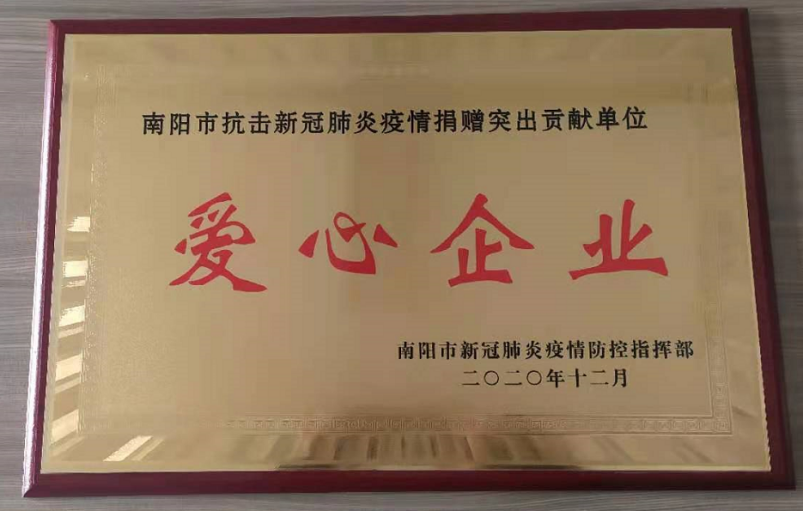 南阳市抗击新冠肺炎疫情捐赠突出贡献单位
爱心企业
南阳市新冠肺炎疫情防控指挥部
二〇二〇年十二月